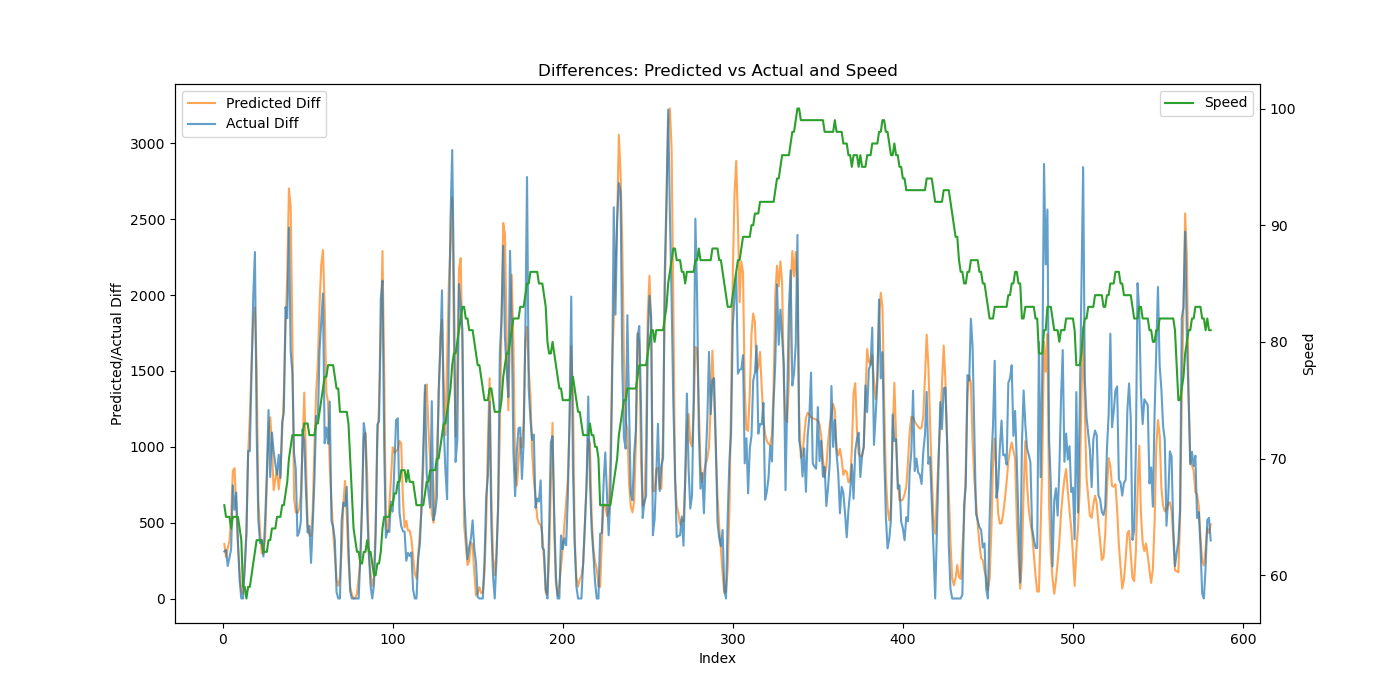 Differences: Predicted vs Actual and Speed
Predicted Diff
Actual Diff
Speed
3000
2500
2000
1500
1000
500
0
Predicted/Actual Diff
100
90
80
70
60
Speed
0 100 200 300 400 500 600
Index